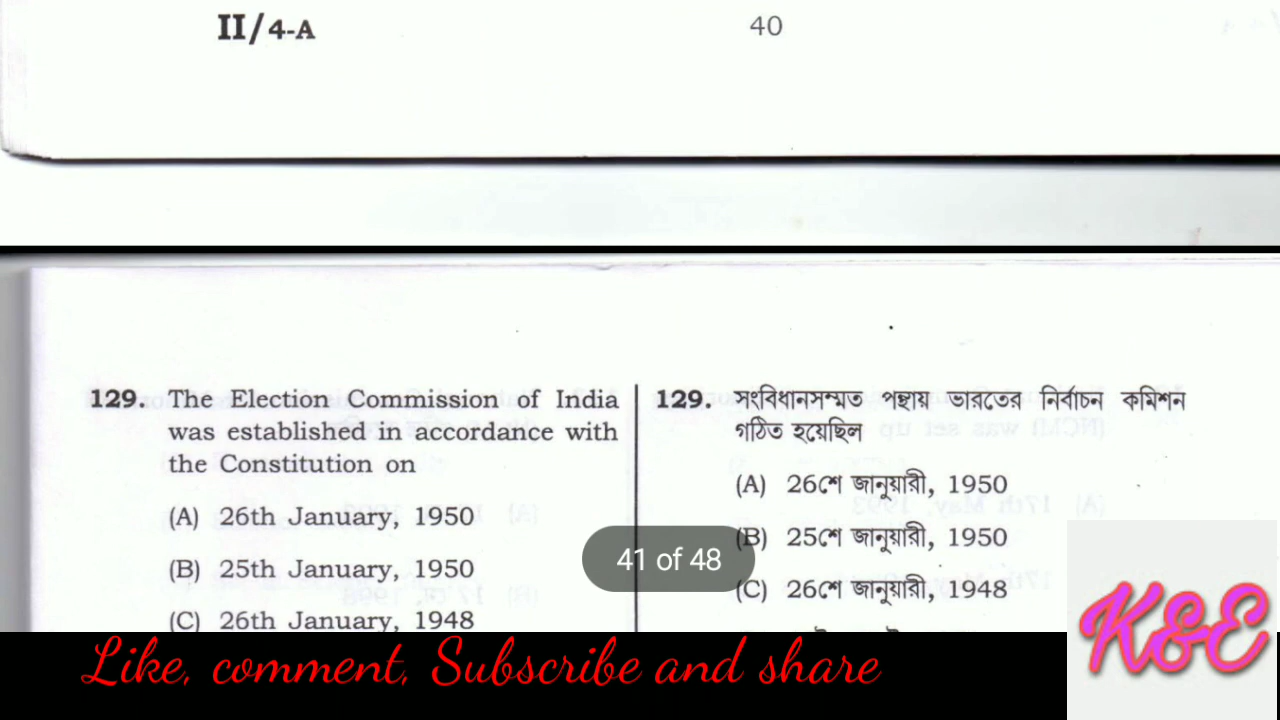 II/4-A
40
129. The Election Commission of India
was established in accordance with
the Constitution on
(A) 26th January, 1950
(B) 25th January, 1950
(C) 26th January, 1948
129. সংবিধানসম্মত পন্থায় ভারতের নির্বাচন কমিশন
গঠিত হয়েছিল
(A) 26শে জানুয়ারী, 1950
(B) 25শে জানুয়ারী, 1950
(C) 26শে জানুয়ারী, 1948
41 of 48
Like, comment, Subscribe and share
K&E